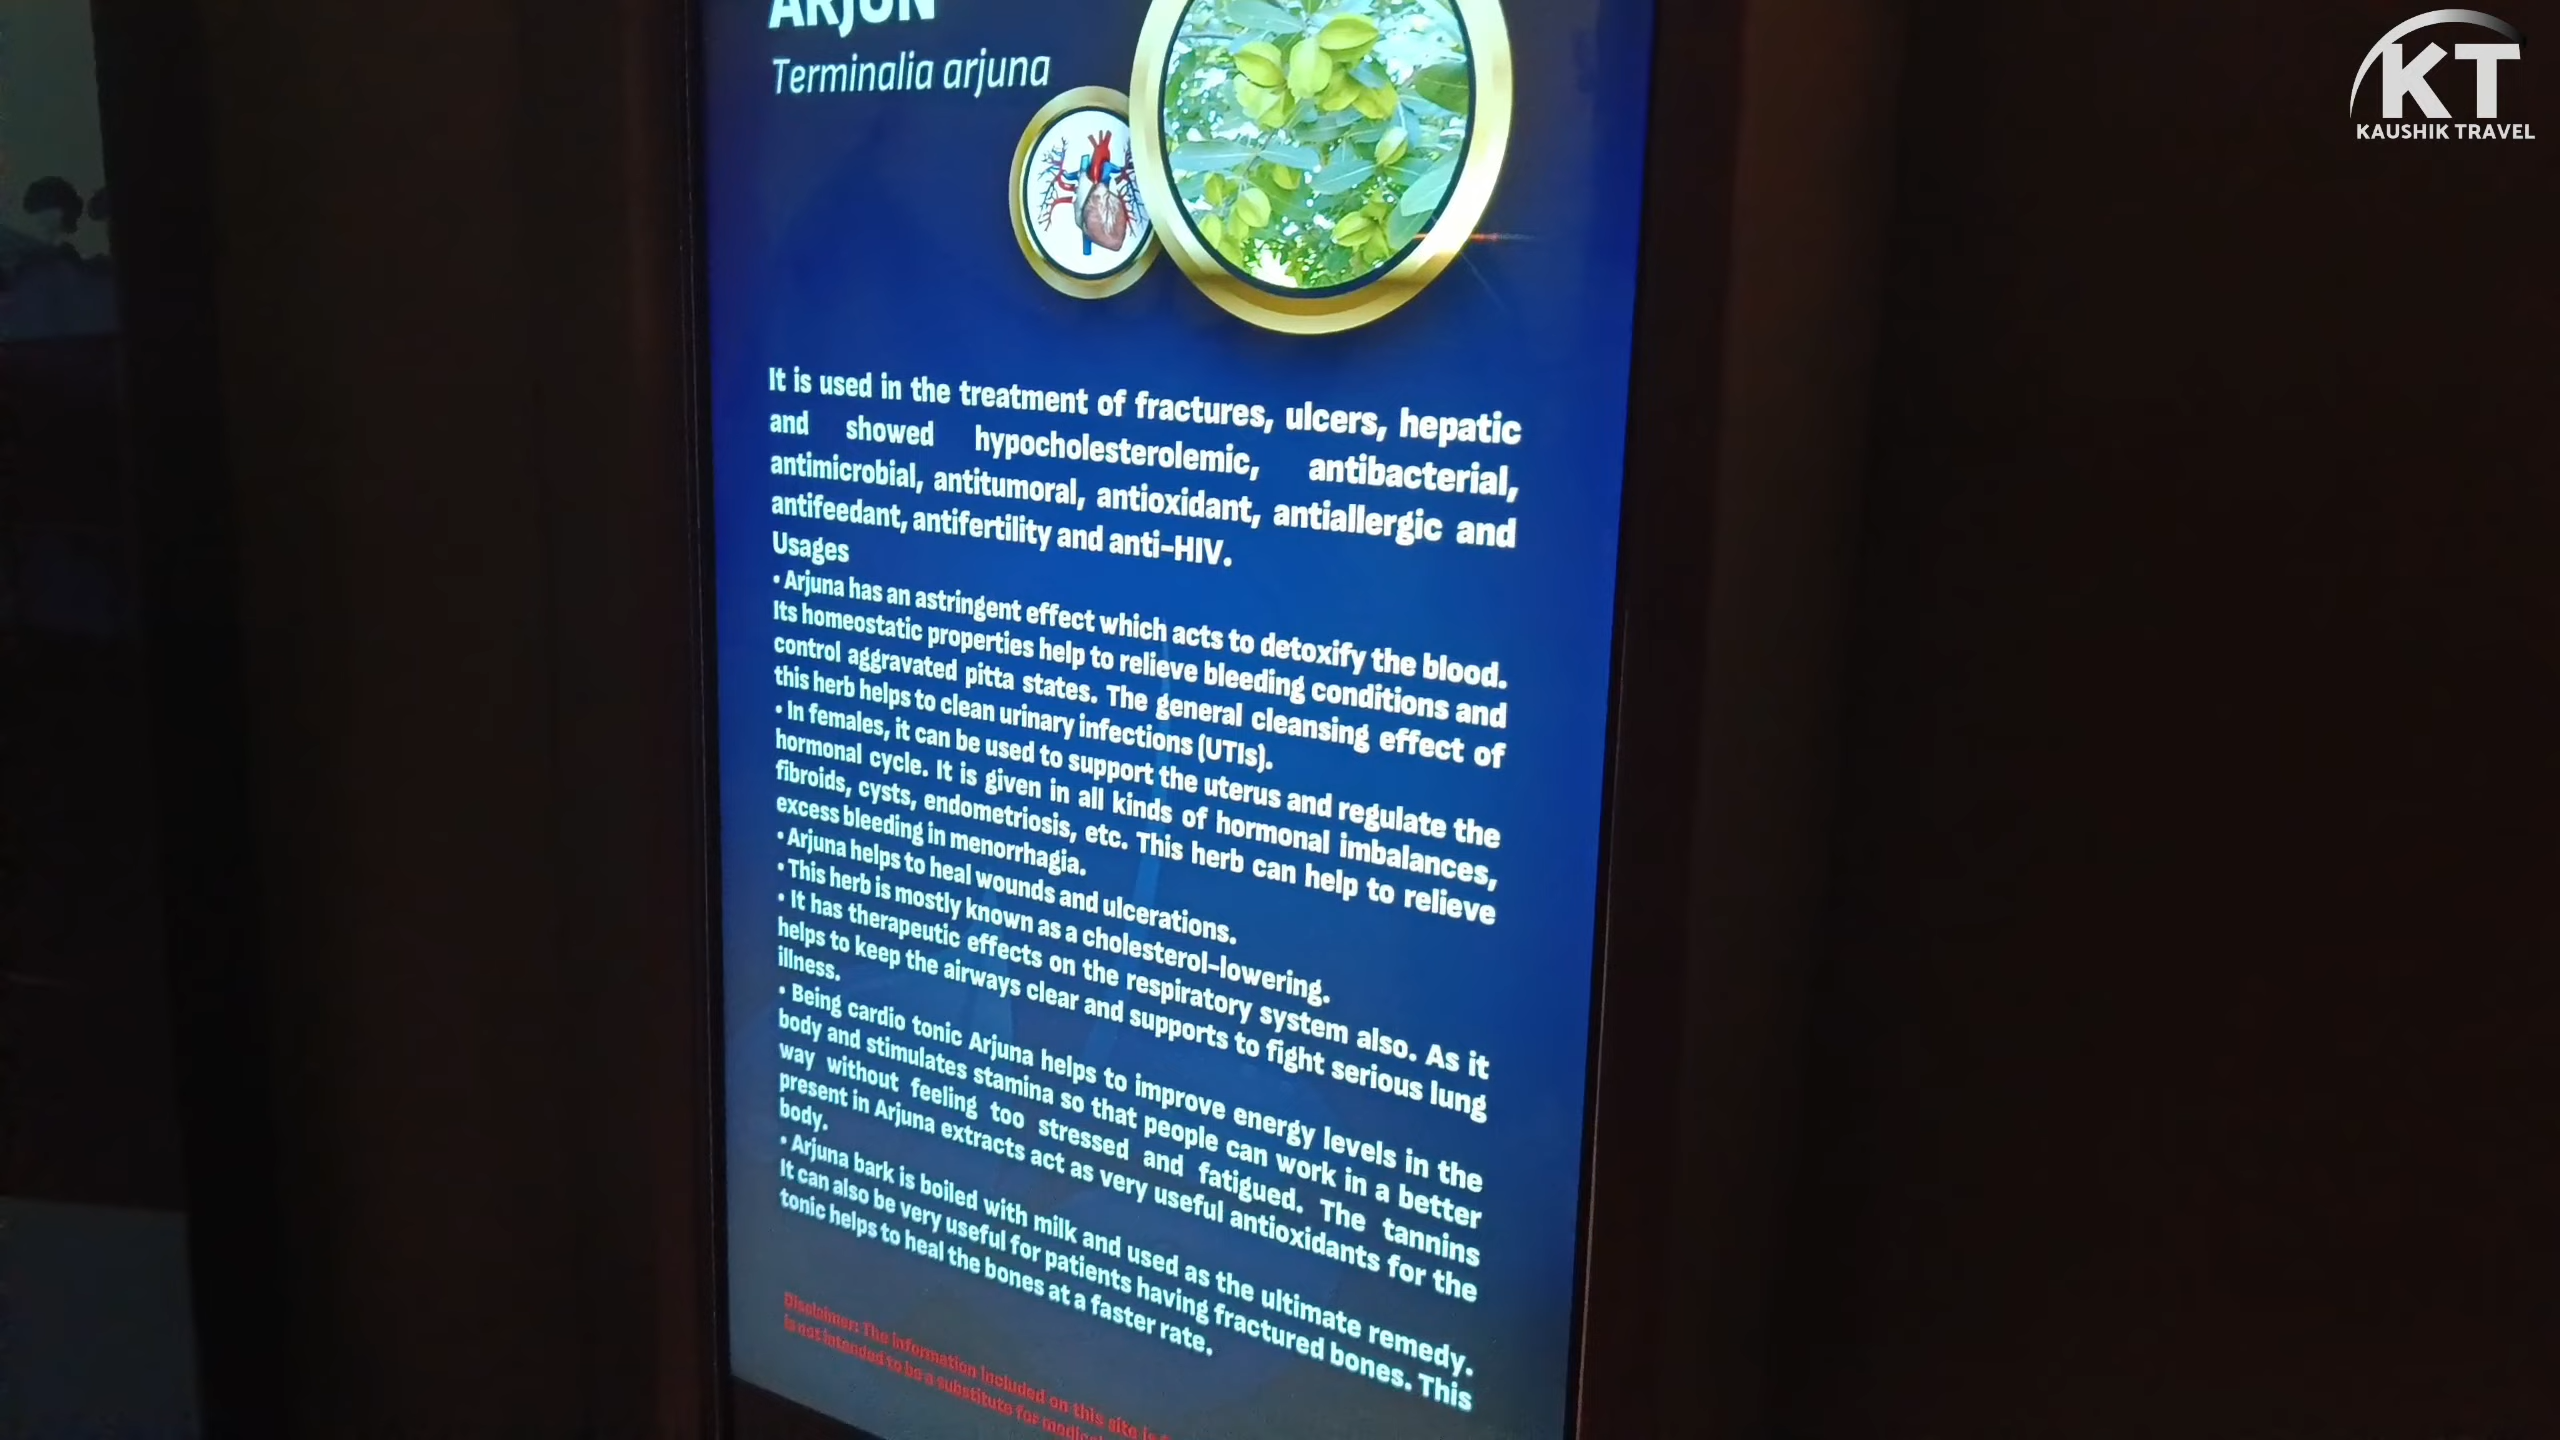 ARJUN
Terminalia arjuna
KT
KAUSHIK TRAVEL
It is used in the treatment of fractures, ulcers, hepatic
and showed hypocholesterolemic, antibacterial,
antimicrobial, antitumoral, antioxidant, antiallergic and
antifeedant, antifertility and anti-HIV.
Usages
• Arjuna has an astringent effect which acts to detoxify the blood.
Its homeostatic properties help to relieve bleeding conditions and
control aggravated pitta states. The general cleansing effect of
this herb helps to clean urinary infections (UTIs).
• In females, it can be used to support the uterus and regulate the
hormonal cycle. It is given in all kinds of hormonal imbalances,
fibroids, cysts, endometriosis, etc. This herb can help to relieve
excess bleeding in menorrhagia.
• Arjuna helps to heal wounds and ulcerations.
• This herb is mostly known as a cholesterol-lowering.
• It has therapeutic effects on the respiratory system also. As it
helps to keep the airways clear and supports to fight serious lung
illness.
• Being cardio tonic Arjuna helps to improve energy levels in the
body and stimulates stamina so that people can work in a better
way without feeling too stressed and fatigued. The tannins
present in Arjuna extracts act as very useful antioxidants for the
body.
• Arjuna bark is boiled with milk and used as the ultimate remedy.
It can also be very useful for patients having fractured bones. This
tonic helps to heal the bones at a faster rate.
Disclaimer: The information included on this site is
is not intended to be a substitute for